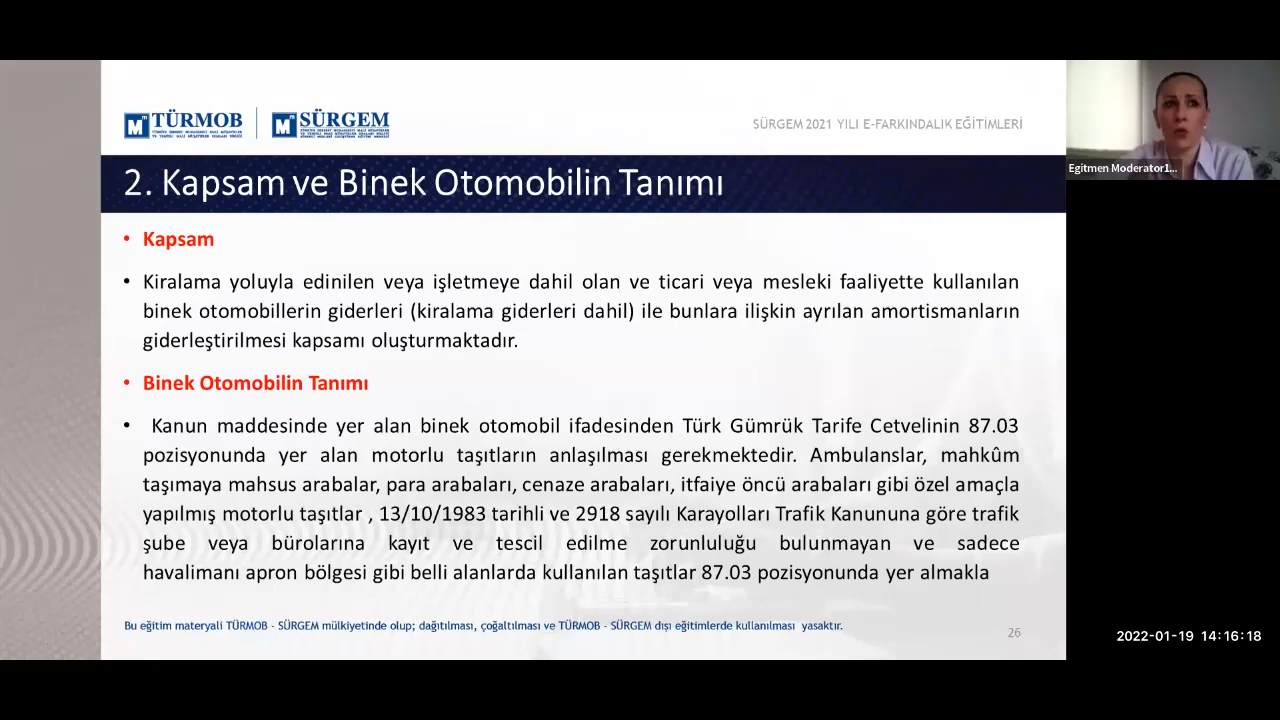 TÜRMOB
SÜRGEM
SÜRGEM 2021 YILI E-FARKINDALIK EĞİTİMLERİ
Egitmen Moderator1...
2. Kapsam ve Binek Otomobilin Tanımı
• Kapsam
• Kiralama yoluyla edinilen veya işletmeye dahil olan ve ticari veya mesleki faaliyette kullanılan
binek otomobillerin giderleri (kiralama giderleri dahil) ile bunlara ilişkin ayrılan amortismanların
giderleştirilmesi kapsamı oluşturmaktadır.
• Binek Otomobilin Tanımı
• Kanun maddesinde yer alan binek otomobil ifadesinden Türk Gümrük Tarife Cetvelinin 87.03
pozisyonunda yer alan motorlu taşıtların anlaşılması gerekmektedir. Ambulanslar, mahkûm
taşımaya mahsus arabalar, para arabaları, cenaze arabaları, itfaiye öncü arabaları gibi özel amaçla
yapılmış motorlu taşıtlar , 13/10/1983 tarihli ve 2918 sayılı Karayolları Trafik Kanununa göre trafik
şube veya bürolarına kayıt ve tescil edilme zorunluluğu bulunmayan ve sadece
havalimanı apron bölgesi gibi belli alanlarda kullanılan taşıtlar 87.03 pozisyonunda yer almakla
Bu eğitim materyali TÜRMOB - SÜRGEM mülkiyetinde olup; dağıtılması, çoğaltılması ve TÜRMOB - SÜRGEM dışı eğitimlerde kullanılması yasaktır.
26
2022-01-19 14:16:18